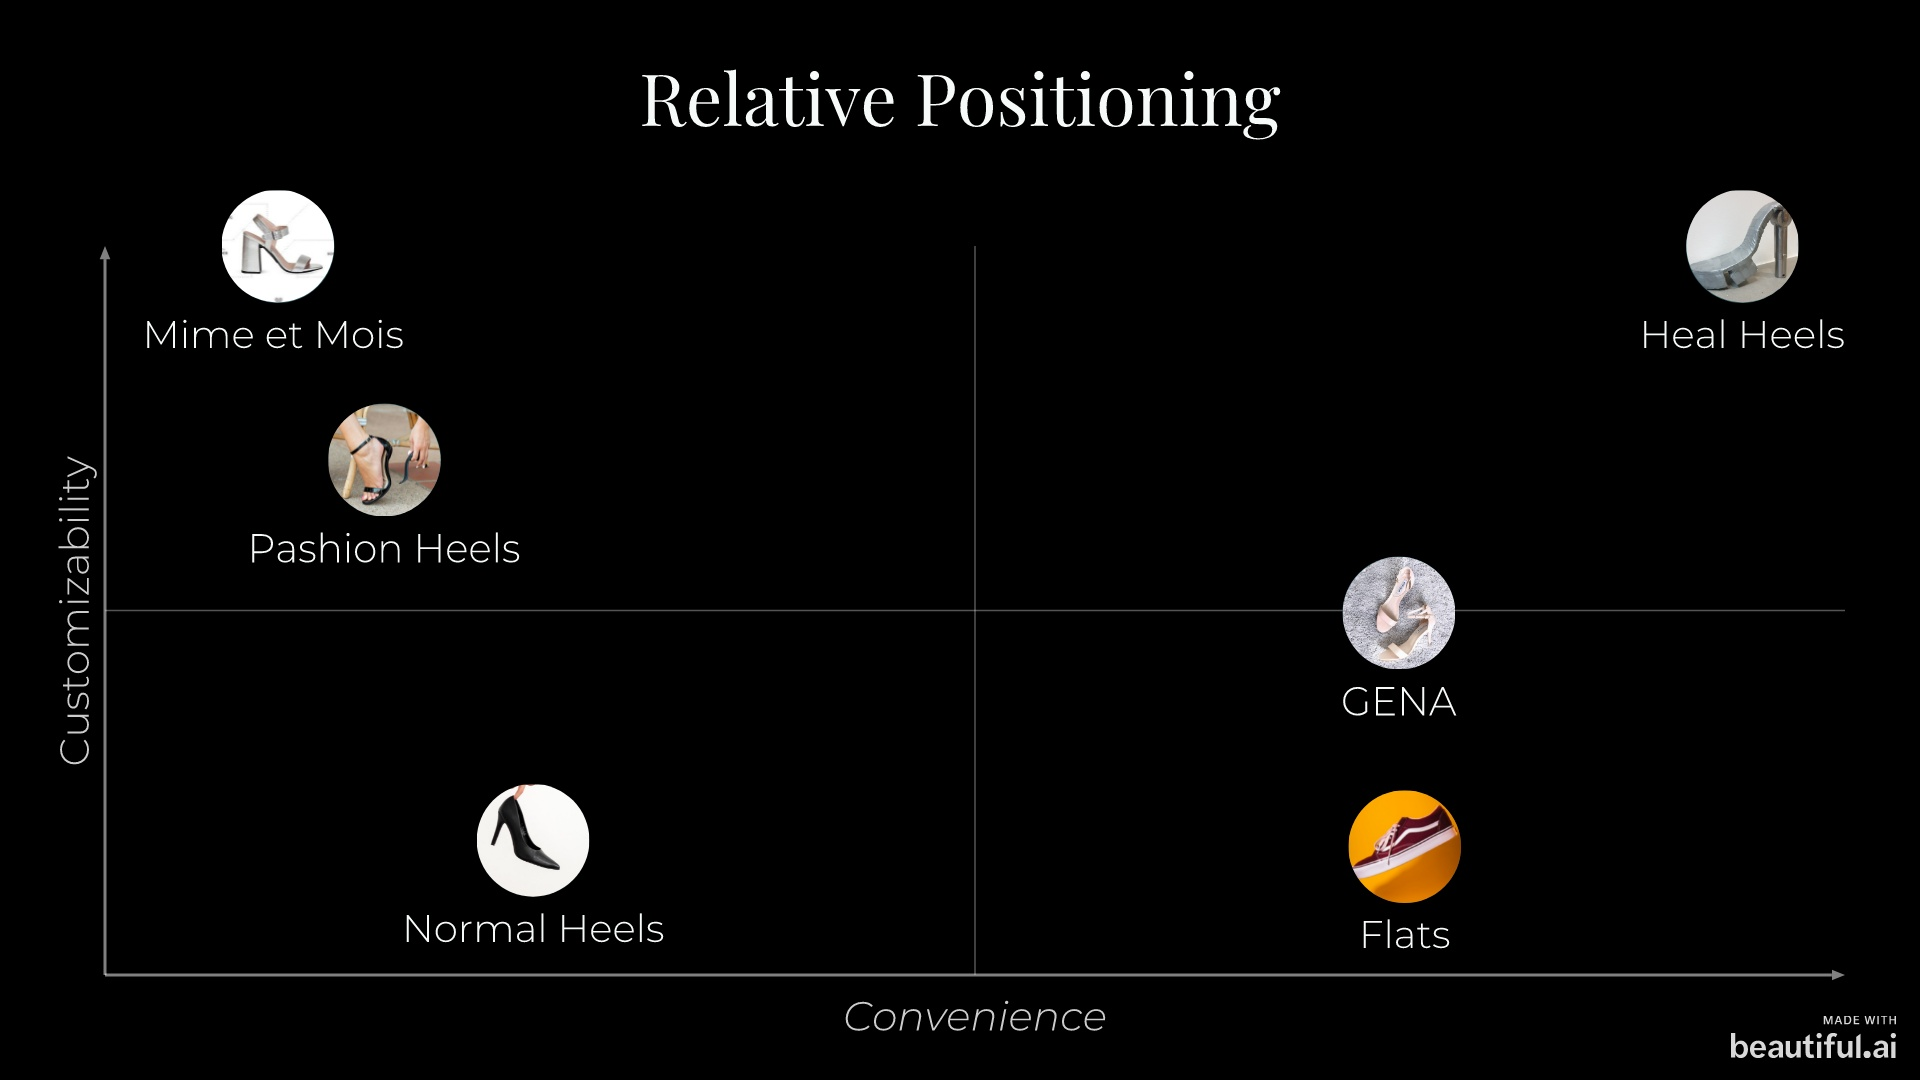 Relative Positioning
Mime et Mois
Heal Heels
Pashion Heels
Customizability
GENA
Normal Heels
Flats
Convenience
MADE WITH
beautiful.ai